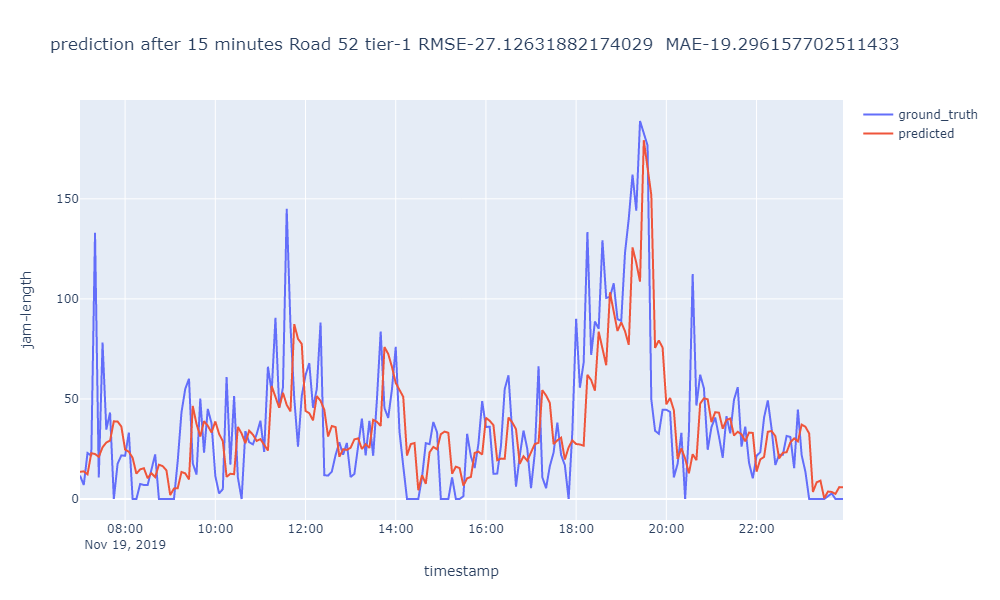 prediction after 15 minutes Road 52 tier-1 RMSE-27.12631882174029 MAE-19.296157702511433
ground_truth
predicted
150
100
50
0
jam-length
08:00 10:00 12:00 14:00 16:00 18:00 20:00 22:00
Nov 19, 2019
timestamp